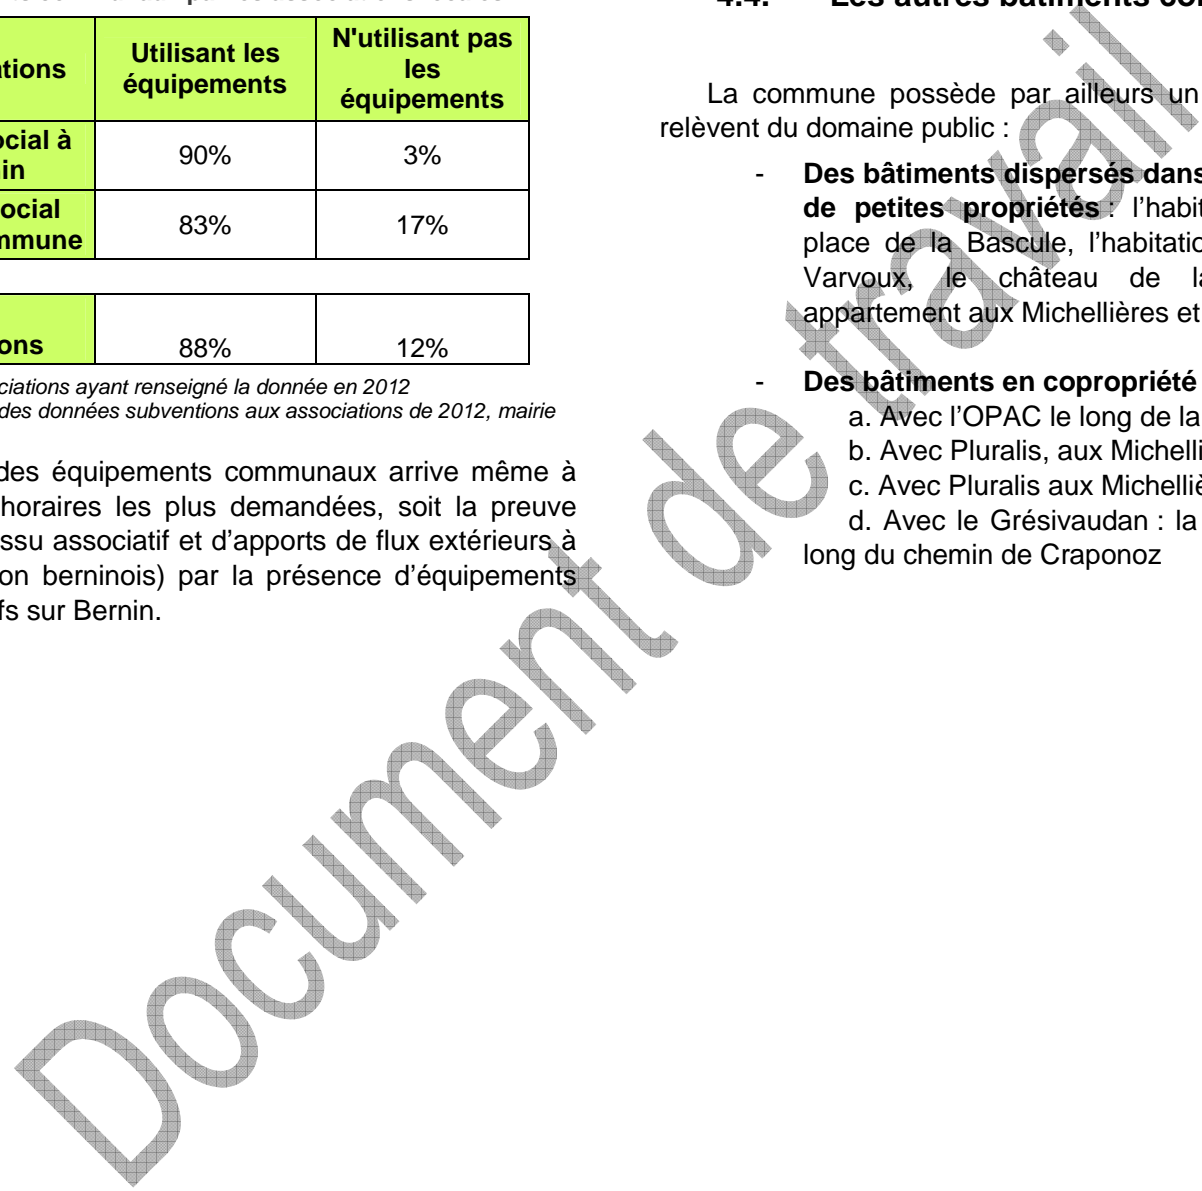 ations
Utilisant les équipements
N'utilisant pas les équipements
ocial à
in
90%
3%
ocial
mmune
83%
17%
ons
88%
12%
ciations ayant renseigné la donnée en 2012
des données subventions aux associations de 2012, mairie
des équipements communaux arrive même à
horaires les plus demandées, soit la preuve
ssu associatif et d'apports de flux extérieurs à
on berninois) par la présence d'équipements
fs sur Bernin.
4.4. Les autres bâtiments co
La commune possède par ailleurs un
relèvent du domaine public :
- Des bâtiments dispersés dans
de petites propriétés : l'habit
place de la Bascule, l'habitatio
Varvoux, le château de la
appartement aux Michellières et
- Des bâtiments en copropriété
a. Avec l'OPAC le long de la
b. Avec Pluralis, aux Michelli
c. Avec Pluralis aux Michelliè
d. Avec le Grésivaudan : la
long du chemin de Craponoz
Document de travail